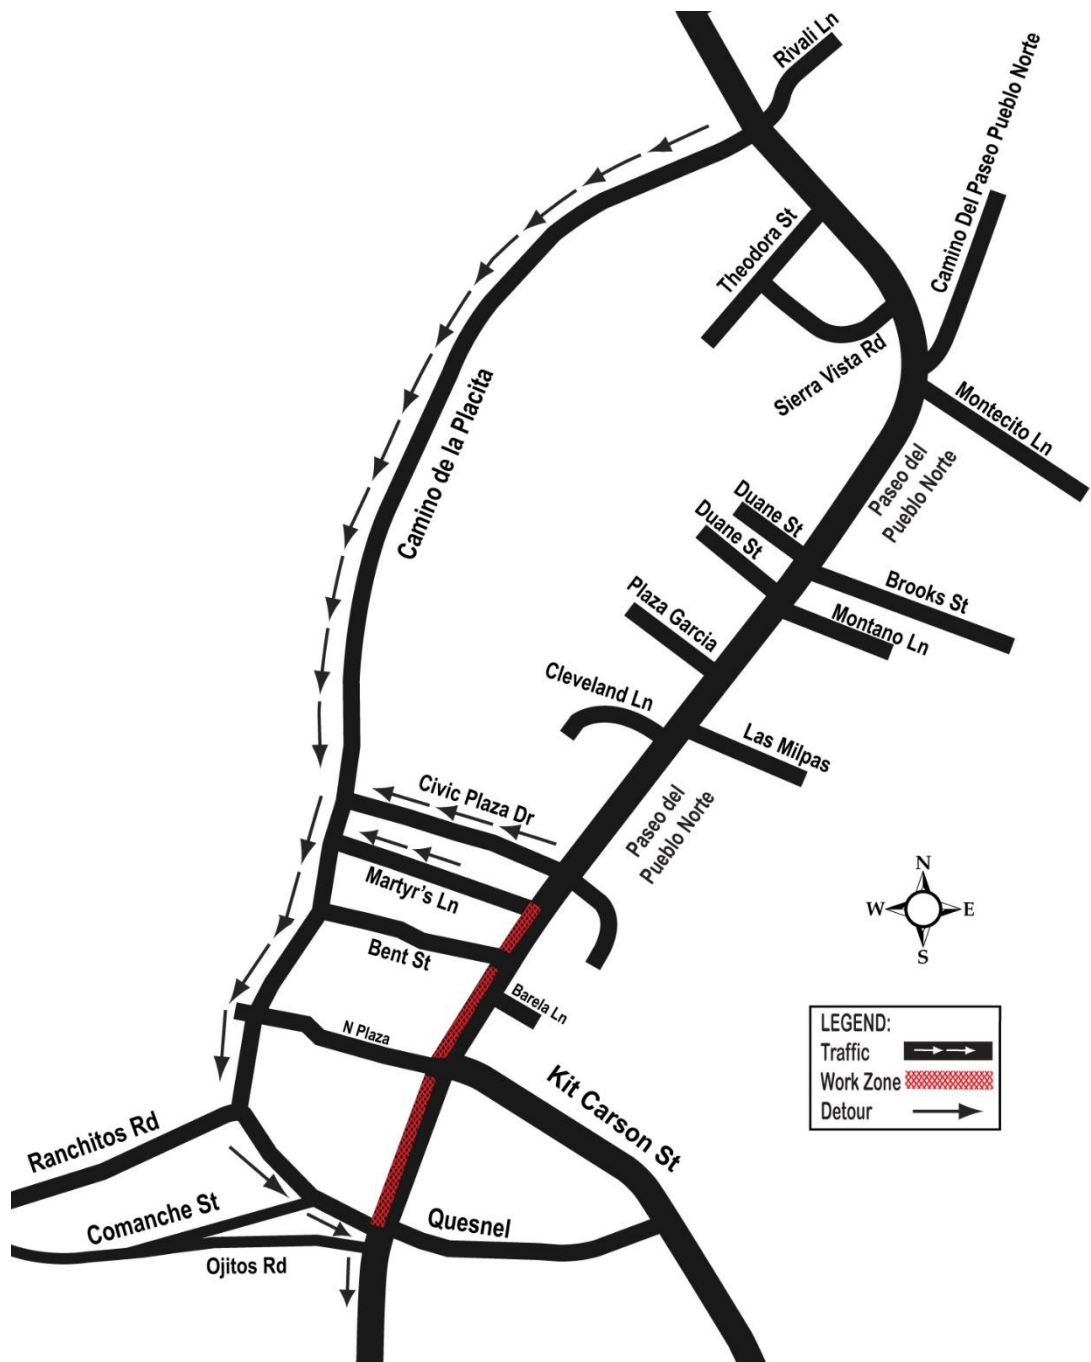 Rivali Ln
Camino Del Paseo Pueblo Norte
Theodora St
Sierra Vista Rd
Montecito Ln
Camino de la Placita
Paseo del
Pueblo Norte
Duane St
Duane St
Brooks St
Montano Ln
Plaza Garcia
Cleveland Ln
Las Milpas
Civic Plaza Dr
Paseo del
Pueblo Norte
Martyr's Ln
N
W
E
S
Bent St
Barela Ln
N Plaza
Kit Carson St
LEGEND:
Traffic
Work Zone
Detour
Ranchitos Rd
Comanche St
Quesnel
Ojitos Rd